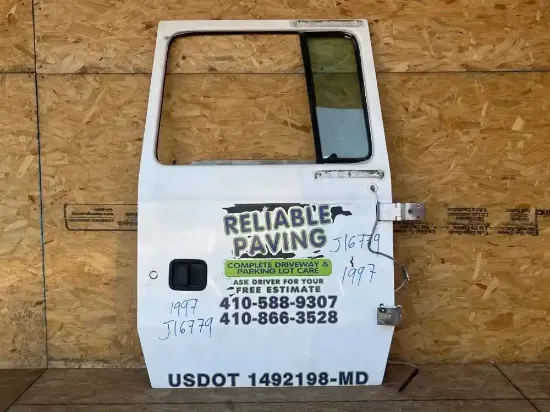 RELIABLE
PAVING
COMPLETE DRIVEWAY &
PARKING LOT CARE
ASK DRIVER FOR YOUR
FREE ESTIMATE
410-588-9307
410-866-3528
J16779
1997
1997
J16779
USDOT 1492198-MD